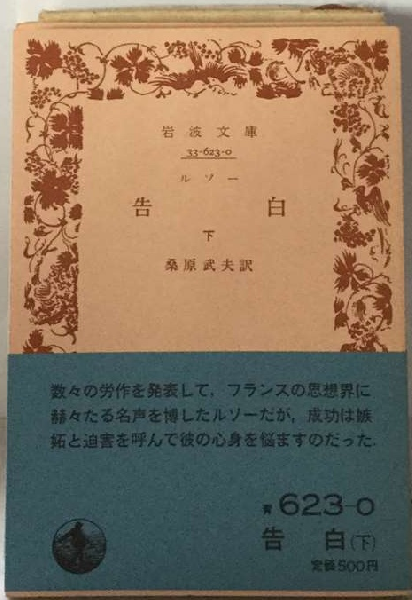 岩波文庫
33-623-0
ルソー
告白
下
桑原武夫訳
数々の労作を発表して，フランスの思想界に
赫々たる名声を博したルソーだが，成功は嫉
妬と迫害を呼んで彼の心身を悩ますのだった．
青 623-0
告白(下)
定価500円